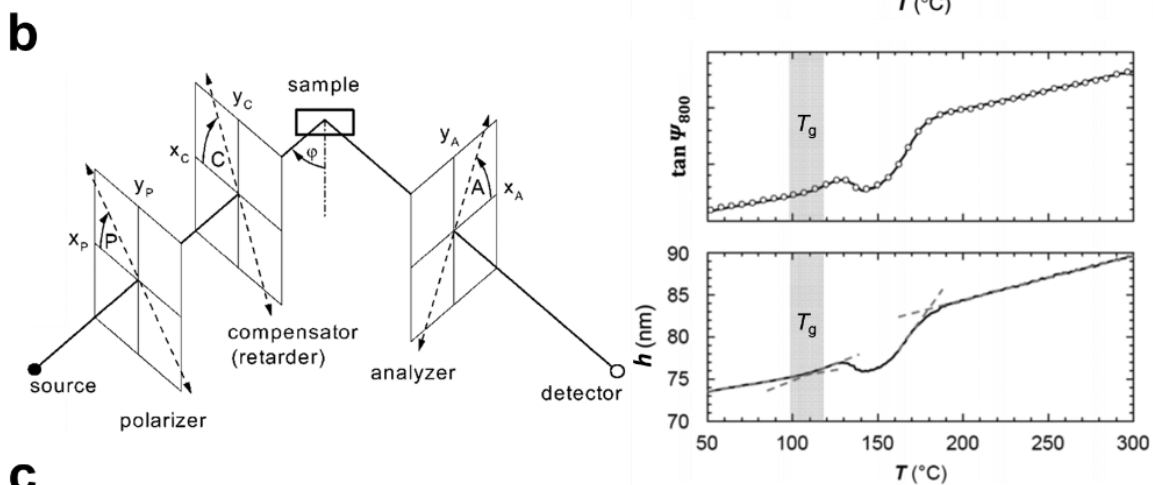 T (°C)
b
sample
y_C
x_C
C
φ
y_A
A
x_A
y_P
x_P
P
compensator
(retarder)
source
analyzer
detector
polarizer
tan Ψ_800
T_g
90
85
80
75
70
h (nm)
T_g
50
100
150
200
250
300
T (°C)
c